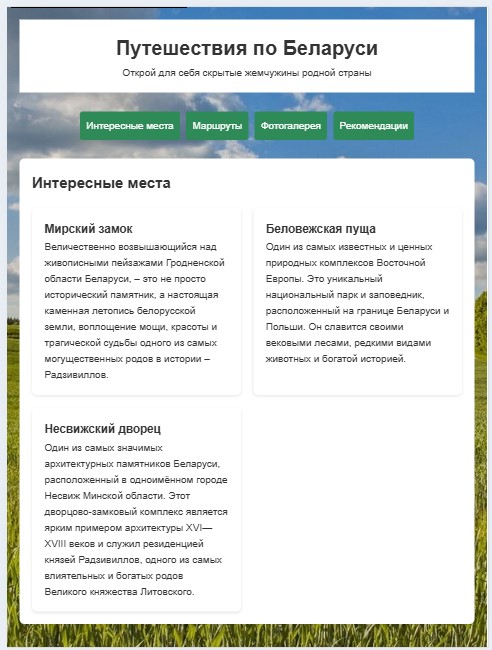 Путешествия по Беларуси
Открой для себя скрытые жемчужины родной страны
Интересные места
Маршруты
Фотогалерея
Рекомендации
Интересные места
Мирский замок
Величественно возвышающийся над
живописными пейзажами Гродненской
области Беларуси, – это не просто
исторический памятник, а настоящая
каменная летопись белорусской
земли, воплощение мощи, красоты и
трагической судьбы одного из самых
могущественных родов в истории –
Радзивиллов.
Беловежская пуща
Один из самых известных и ценных
природных комплексов Восточной
Европы. Это уникальный
национальный парк и заповедник,
расположенный на границе Беларуси и
Польши. Он славится своими
вековыми лесами, редкими видами
животных и богатой историей.
Несвижский дворец
Один из самых значимых
архитектурных памятников Беларуси,
расположенный в одноимённом городе
Несвиж Минской области. Этот
дворцово-замковый комплекс является
ярким примером архитектуры XVI—
XVIII веков и служил резиденцией
князей Радзивиллов, одного из самых
влиятельных и богатых родов
Великого княжества Литовского.